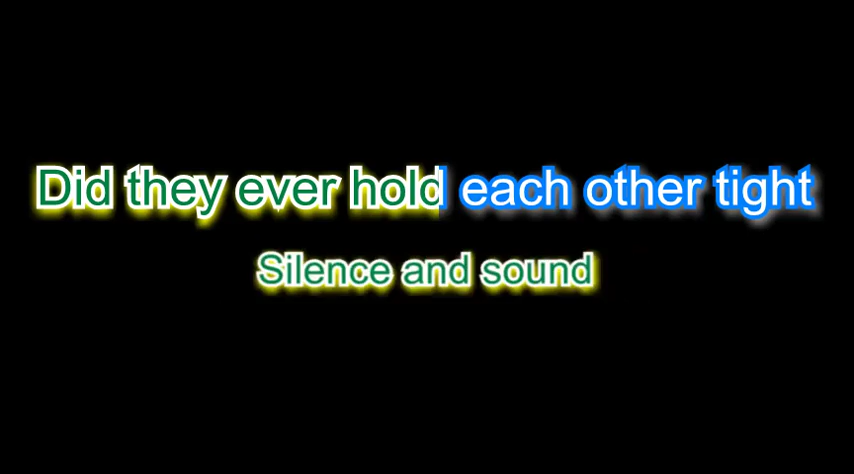 Did they ever hold each other tight
Silence and sound